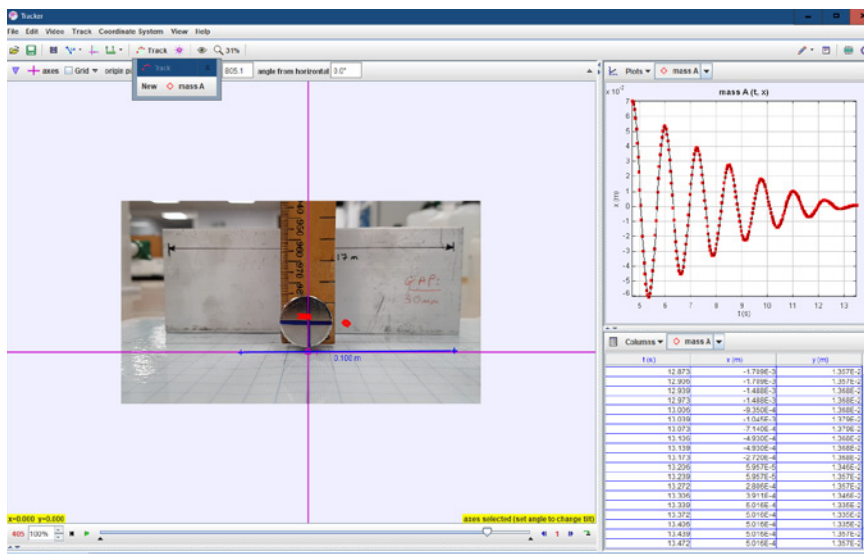 Tracker
File Edit Video Track Coordinate System View Help
Track 31%
axes Grid 805.1 angle from horizontal 0.0°
Track
New mass A
Plots mass A
mass A (t, x)
x 10⁻²
7
6
5
4
3
2
1
0
-1
-2
-3
-4
-5
-6
x (m)
5 6 7 8 9 10 11 12 13
t(s)
17 m
GAP:
30mm
0.100 m
Columns mass A
t (s) x (m) y (m)
12.873 -1.789E-3 1.357E-2
12.906 -1.789E-3 1.357E-2
12.939 -1.488E-3 1.368E-2
12.973 -1.488E-3 1.368E-2
13.006 -9.350E-4 1.368E-2
13.039 -1.045E-3 1.379E-2
13.073 -7.140E-4 1.379E-2
13.106 -4.930E-4 1.368E-2
13.139 -4.930E-4 1.368E-2
13.173 -2.720E-4 1.368E-2
13.206 5.957E-5 1.346E-2
13.239 5.957E-5 1.357E-2
13.272 2.806E-4 1.346E-2
13.306 3.911E-4 1.346E-2
13.339 5.016E-4 1.335E-2
13.372 5.016E-4 1.335E-2
13.406 5.016E-4 1.335E-2
13.439 5.016E-4 1.357E-2
13.472 5.016E-4 1.357E-2
x=0.000 y=0.000 axes selected (set angle to change tilt)
405 100% 1